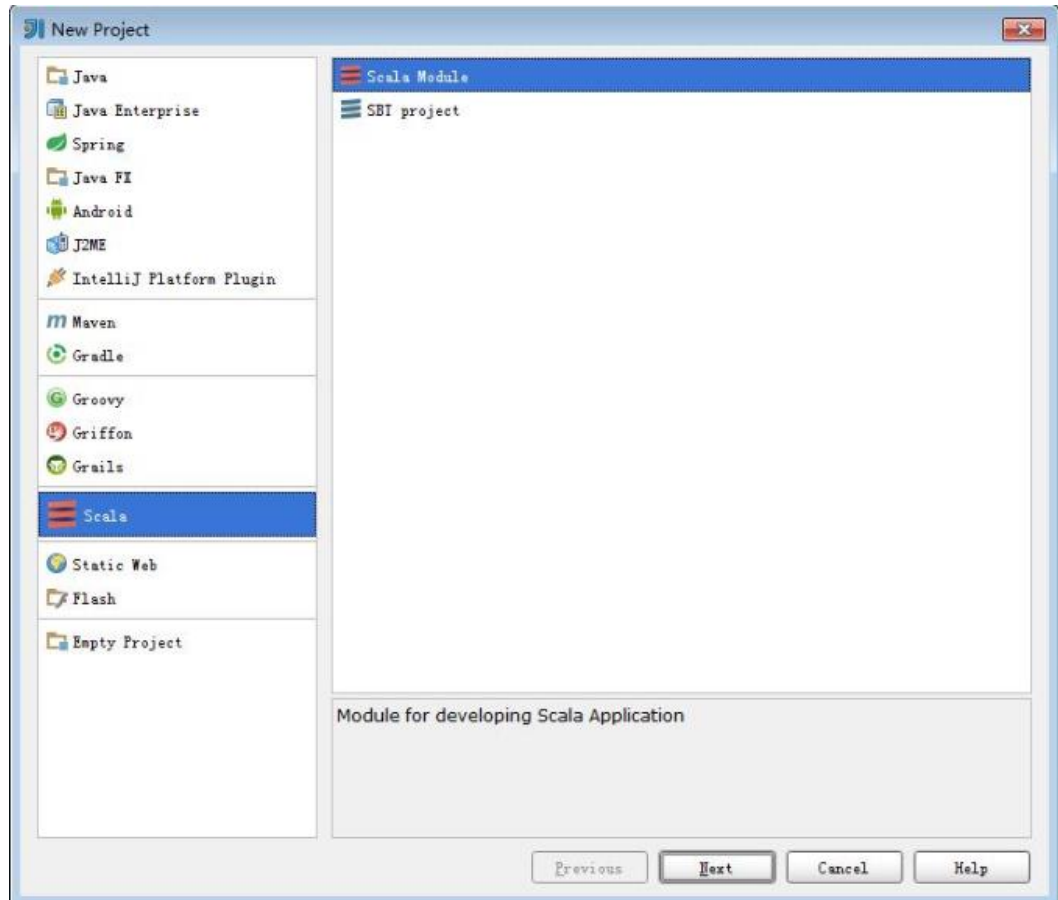 New Project
Java
Java Enterprise
Spring
Java FX
Android
J2ME
IntelliJ Platform Plugin
Maven
Gradle
Groovy
Griffon
Grails
Scala
Static Web
Flash
Empty Project
Scala Module
SBT project
Module for developing Scala Application
Previous
Next
Cancel
Help